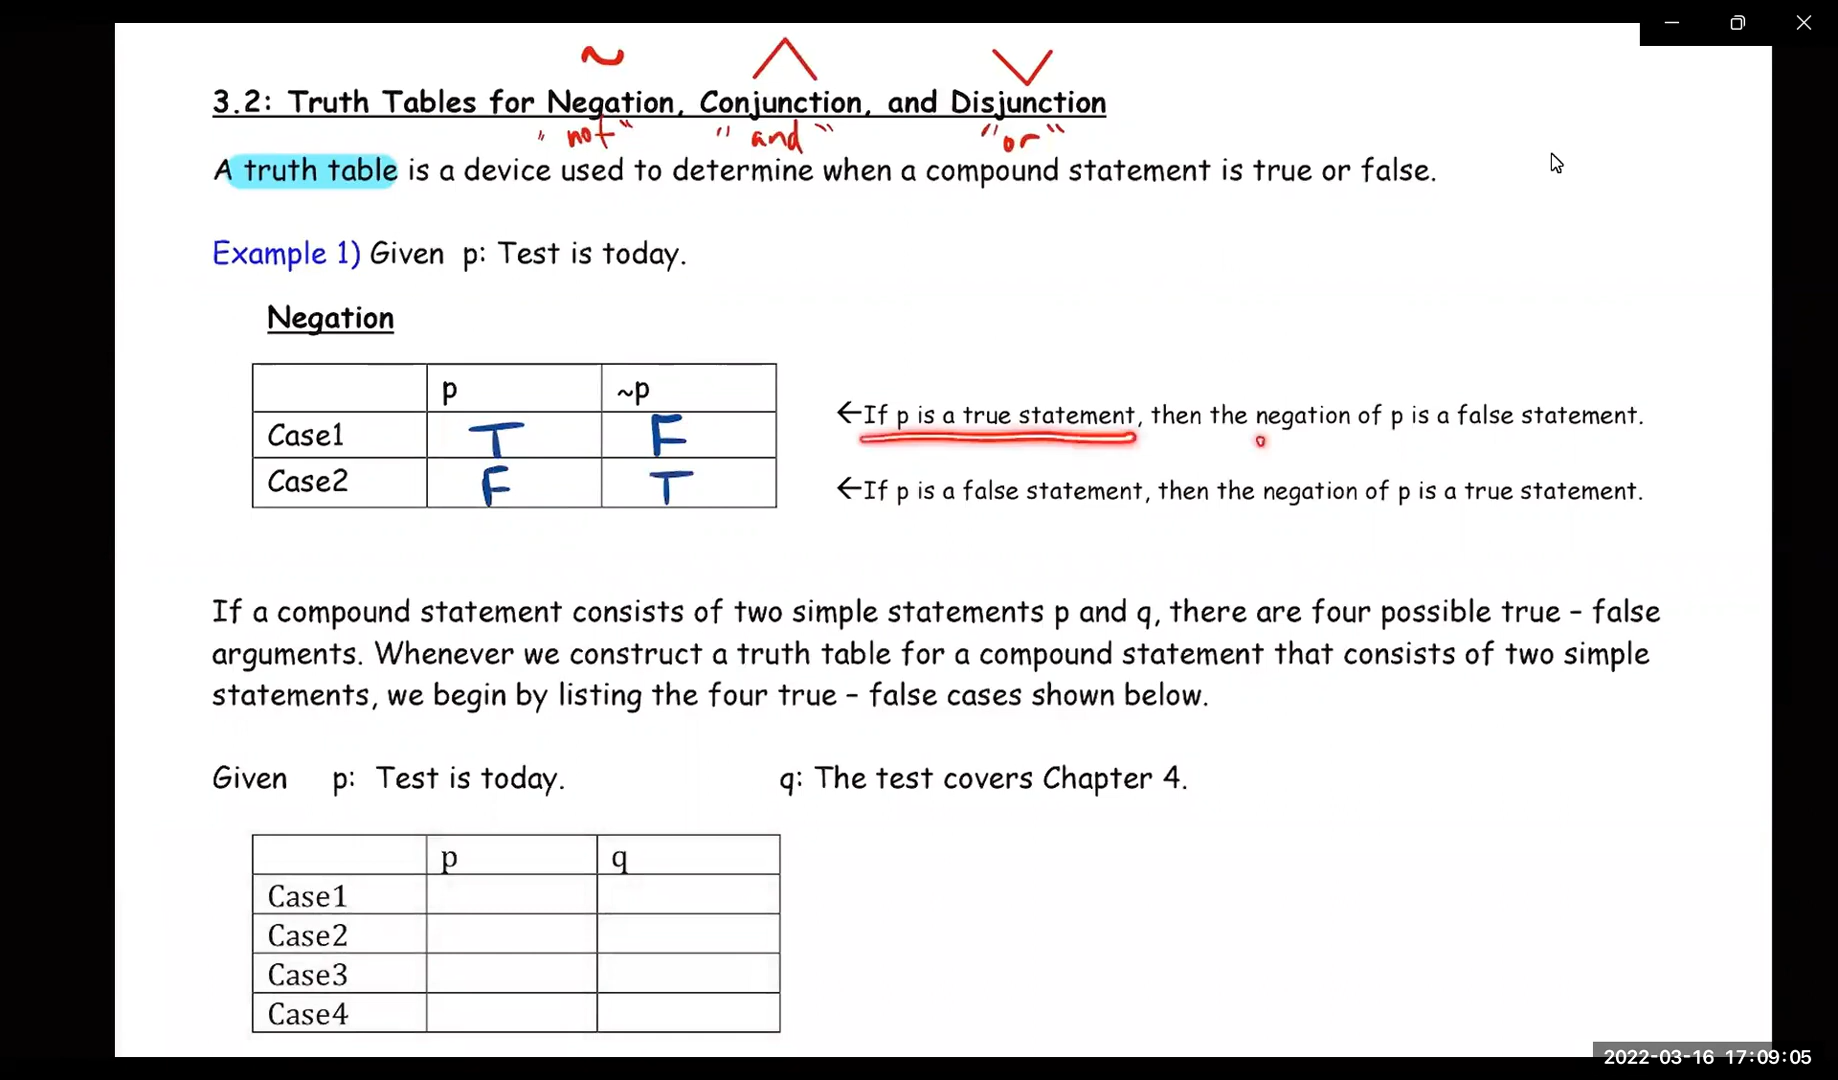 ~ ∧ ∨
3.2: Truth Tables for Negation, Conjunction, and Disjunction
"not" "and" "or"
A truth table is a device used to determine when a compound statement is true or false.
Example 1) Given p: Test is today.
Negation
p ~p
Case1 T F ←If p is a true statement, then the negation of p is a false statement.
Case2 F T ←If p is a false statement, then the negation of p is a true statement.
If a compound statement consists of two simple statements p and q, there are four possible true – false
arguments. Whenever we construct a truth table for a compound statement that consists of two simple
statements, we begin by listing the four true – false cases shown below.
Given p: Test is today. q: The test covers Chapter 4.
p q
Case1
Case2
Case3
Case4
2022-03-16 17:09:05